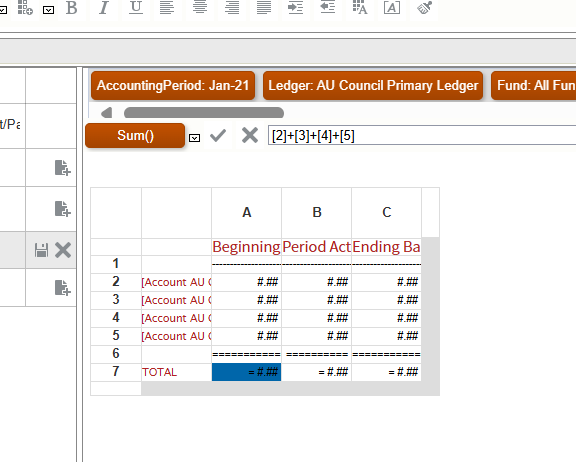 B I U
A
A
AccountingPeriod: Jan-21 Ledger: AU Council Primary Ledger Fund: All Fun
t/Pa
Sum() [2]+[3]+[4]+[5]
A B C
Beginning Period Act Ending Ba
1 -------------------- -------------------- --------------------
2 [Account AU C #.## #.## #.##
3 [Account AU C #.## #.## #.##
4 [Account AU C #.## #.## #.##
5 [Account AU C #.## #.## #.##
6 =========== ========== ===========
7 TOTAL = #.## = #.## = #.##